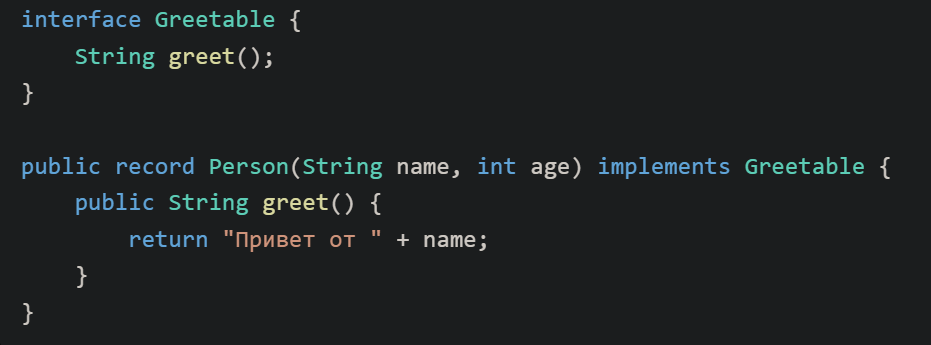 interface Greetable {
    String greet();
}

public record Person(String name, int age) implements Greetable {
    public String greet() {
        return "Привет от " + name;
    }
}